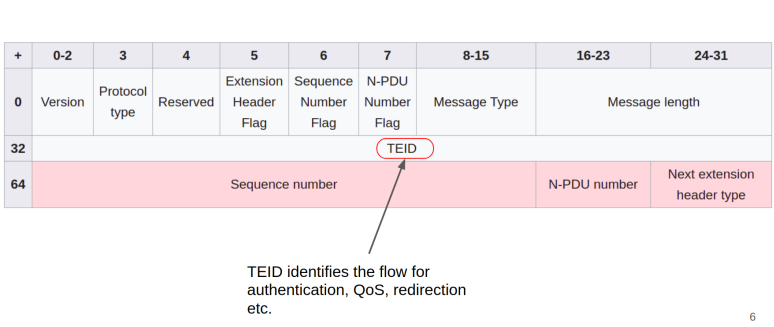 + 0-2 3 4 5 6 7 8-15 16-23 24-31
0 Version Protocol type Reserved Extension Header Flag Sequence Number Flag N-PDU Number Flag Message Type Message length
32 TEID
64 Sequence number N-PDU number Next extension header type
TEID identifies the flow for
authentication, QoS, redirection
etc.
6